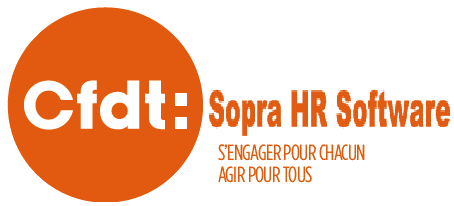 Cfdt:
Sopra HR Software
S'ENGAGER POUR CHACUN
AGIR POUR TOUS